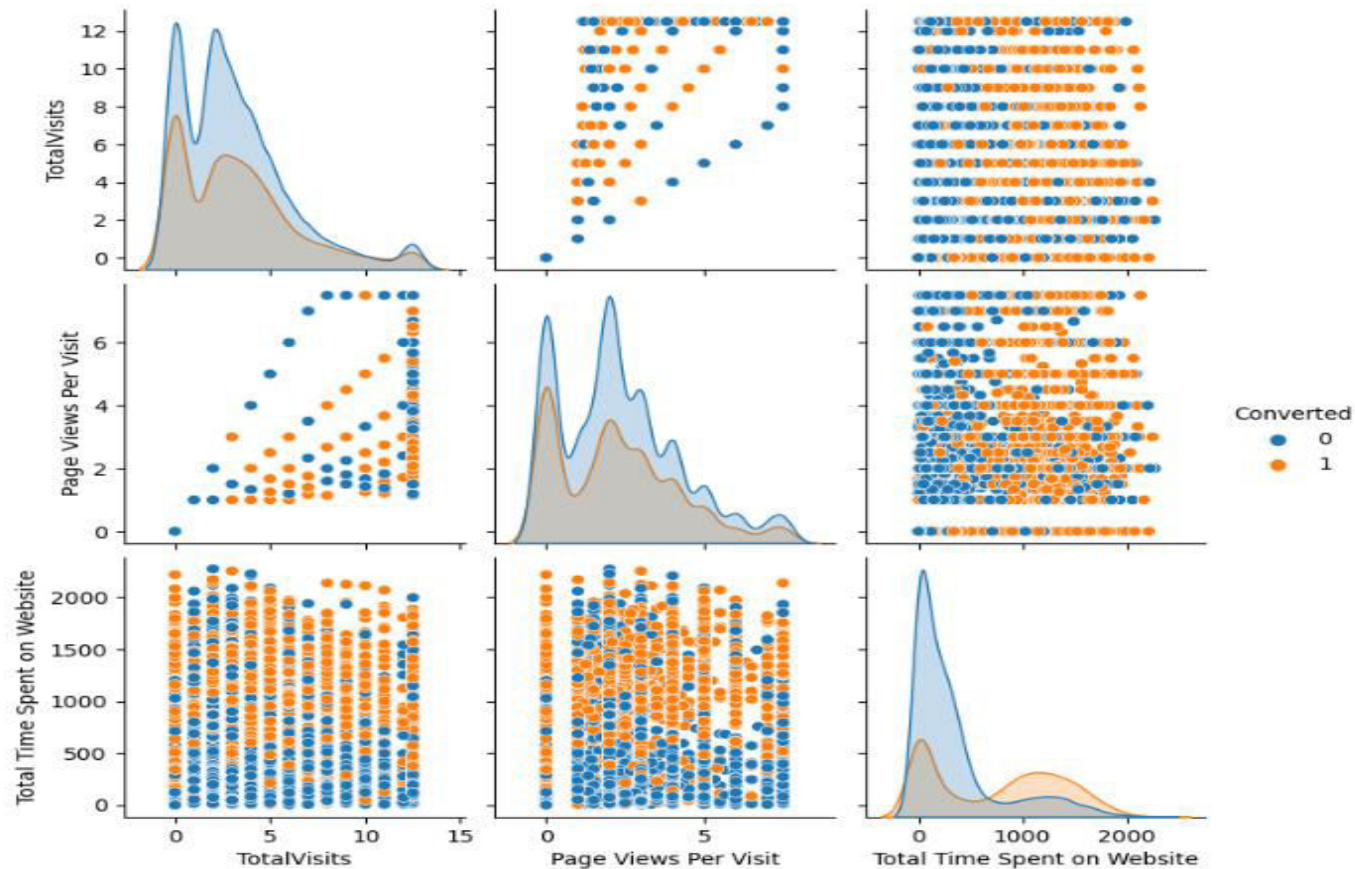 12
10
8
6
4
2
0
TotalVisits
6
4
2
0
Page Views Per Visit
Converted
0
1
2000
1500
1000
500
0
Total Time Spent on Website
0 5 10 15
0 5
0 1000 2000
TotalVisits
Page Views Per Visit
Total Time Spent on Website